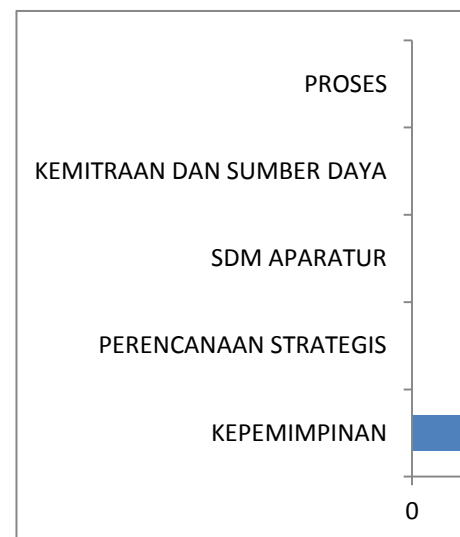 PROSES
KEMITRAAN DAN SUMBER DAYA
SDM APARATUR
PERENCANAAN STRATEGIS
KEPEMIMPINAN
0